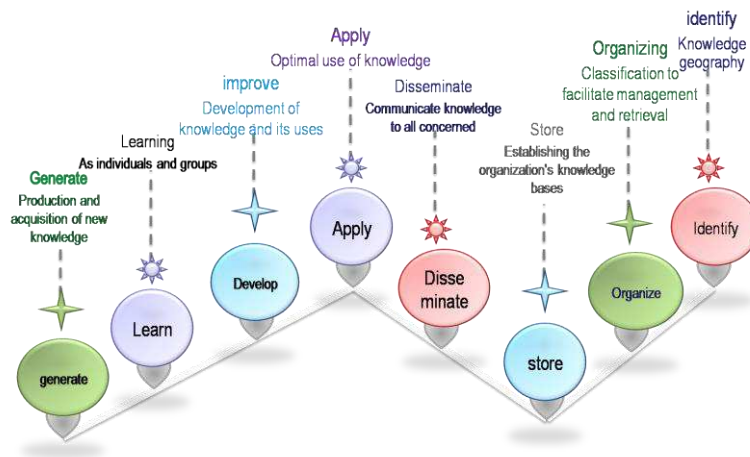 Generate
Production and
acquisition of new
knowledge
generate
Learning
As individuals and groups
Learn
improve
Development of
knowledge and its uses
Develop
Apply
Optimal use of knowledge
Apply
Disseminate
Communicate knowledge
to all concerned
Disse
minate
Store
Establishing the
organization's knowledge
bases
store
Organizing
Classification to
facilitate management
and retrieval
Organize
identify
Knowledge
geography
Identify